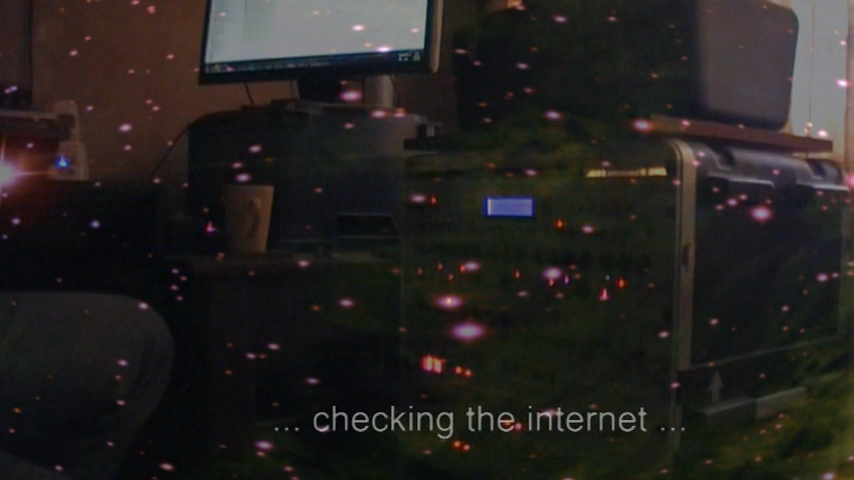 ... checking the internet ...